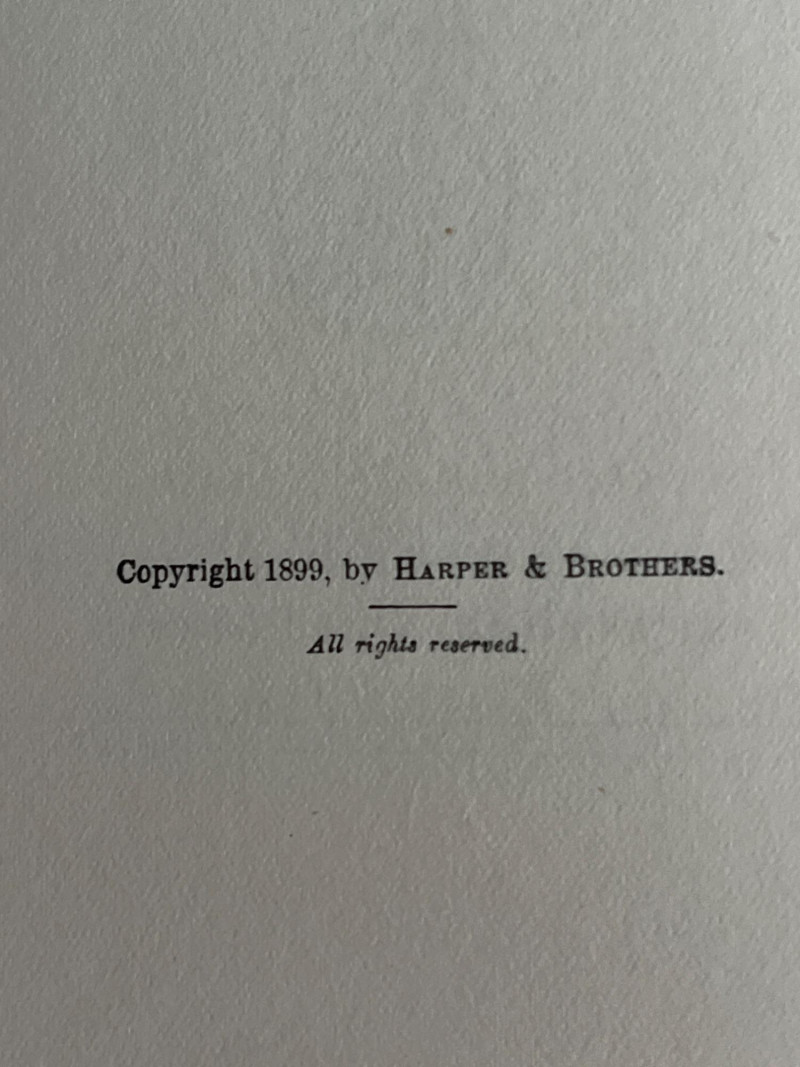 Copyright 1899, by HARPER & BROTHERS.
All rights reserved.